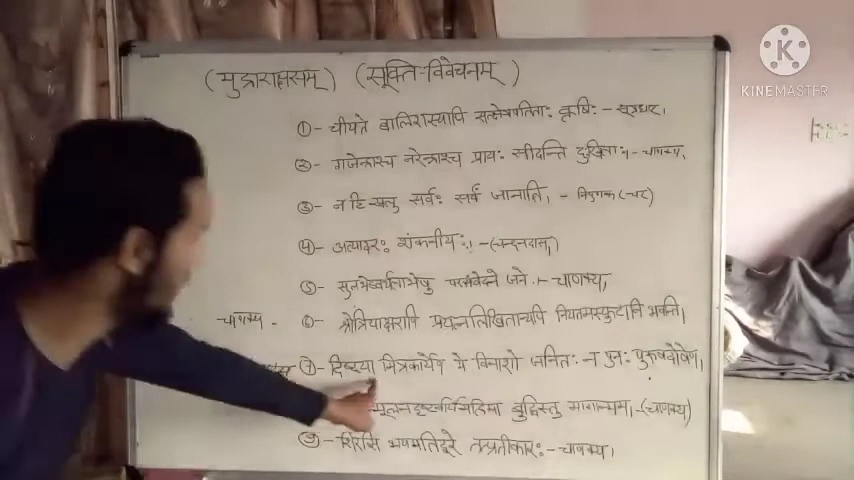 (मुद्राराक्षसम्) (सूक्ति-विवेचनम्)
KINEMASTER
①- चीयते बालिशस्यापि सत्क्षेत्रपतिता: कृषि: - सूत्रधार।
②- गजेन्द्राश्च नरेन्द्राश्च प्राय: सीदन्ति दुःखिता:। - चाणक्य,
③- न हि खलु सर्व: सर्वं जानाति, - निपुणक (चर)
④- अत्यादर: शंकनीय:।, - (चन्दनदास)
⑤- सुलभेष्वर्थलाभेषु परसंवेदने जने - चाणक्य,
चाणक्य - ⑥- श्रोत्रियाक्षराणि प्रयत्नलिखितान्यपि नियतमस्फुटानि भवन्ति।
⑦- दिष्ट्या मित्रकार्येण मे विनाशो जनित: न पुन: पुरुषदोषेण,
बुद्धिस्तु मागान्मम, - (चाणक्य)
⑨- शिरसि भयमतिदूरे तत्प्रतीकार: - चाणक्य।